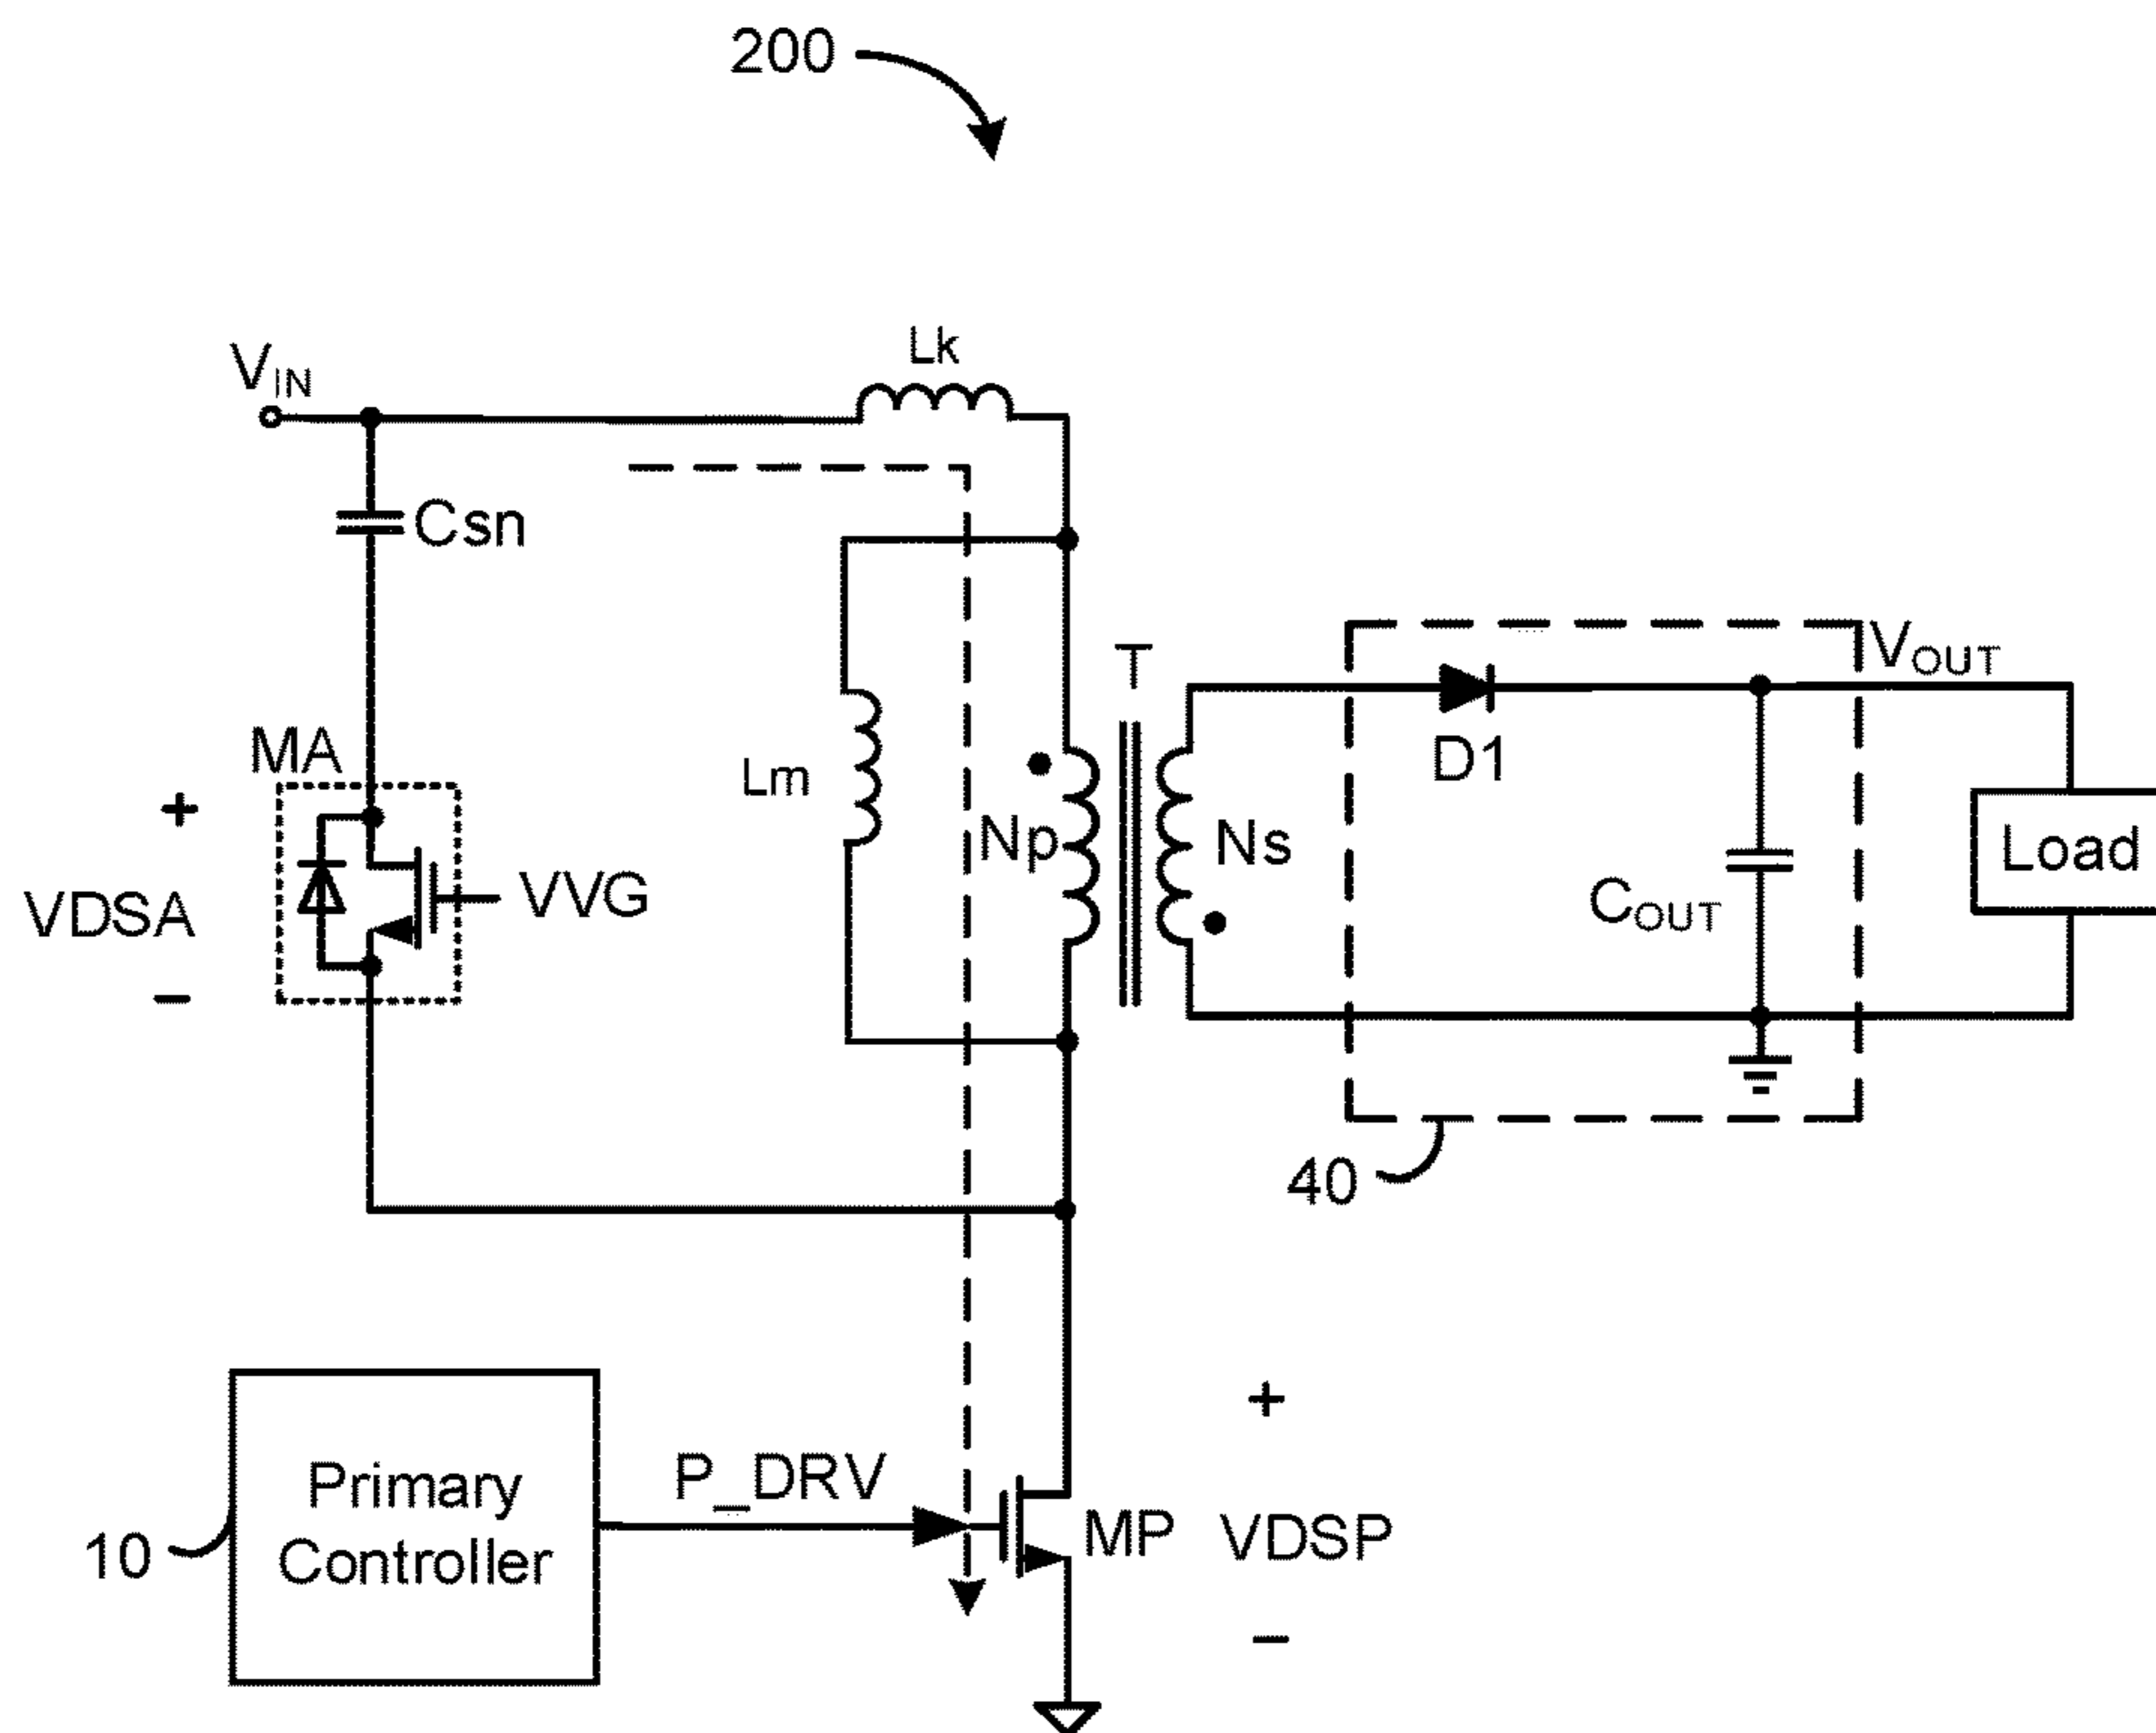 200
Lk
VIN
Csn
T
VOUT
MA
D1
Lm
+
Np
Ns
Load
VDSA
VVG
COUT
−
40
+
P_DRV
Primary
Controller
MP
VDSP
10
−